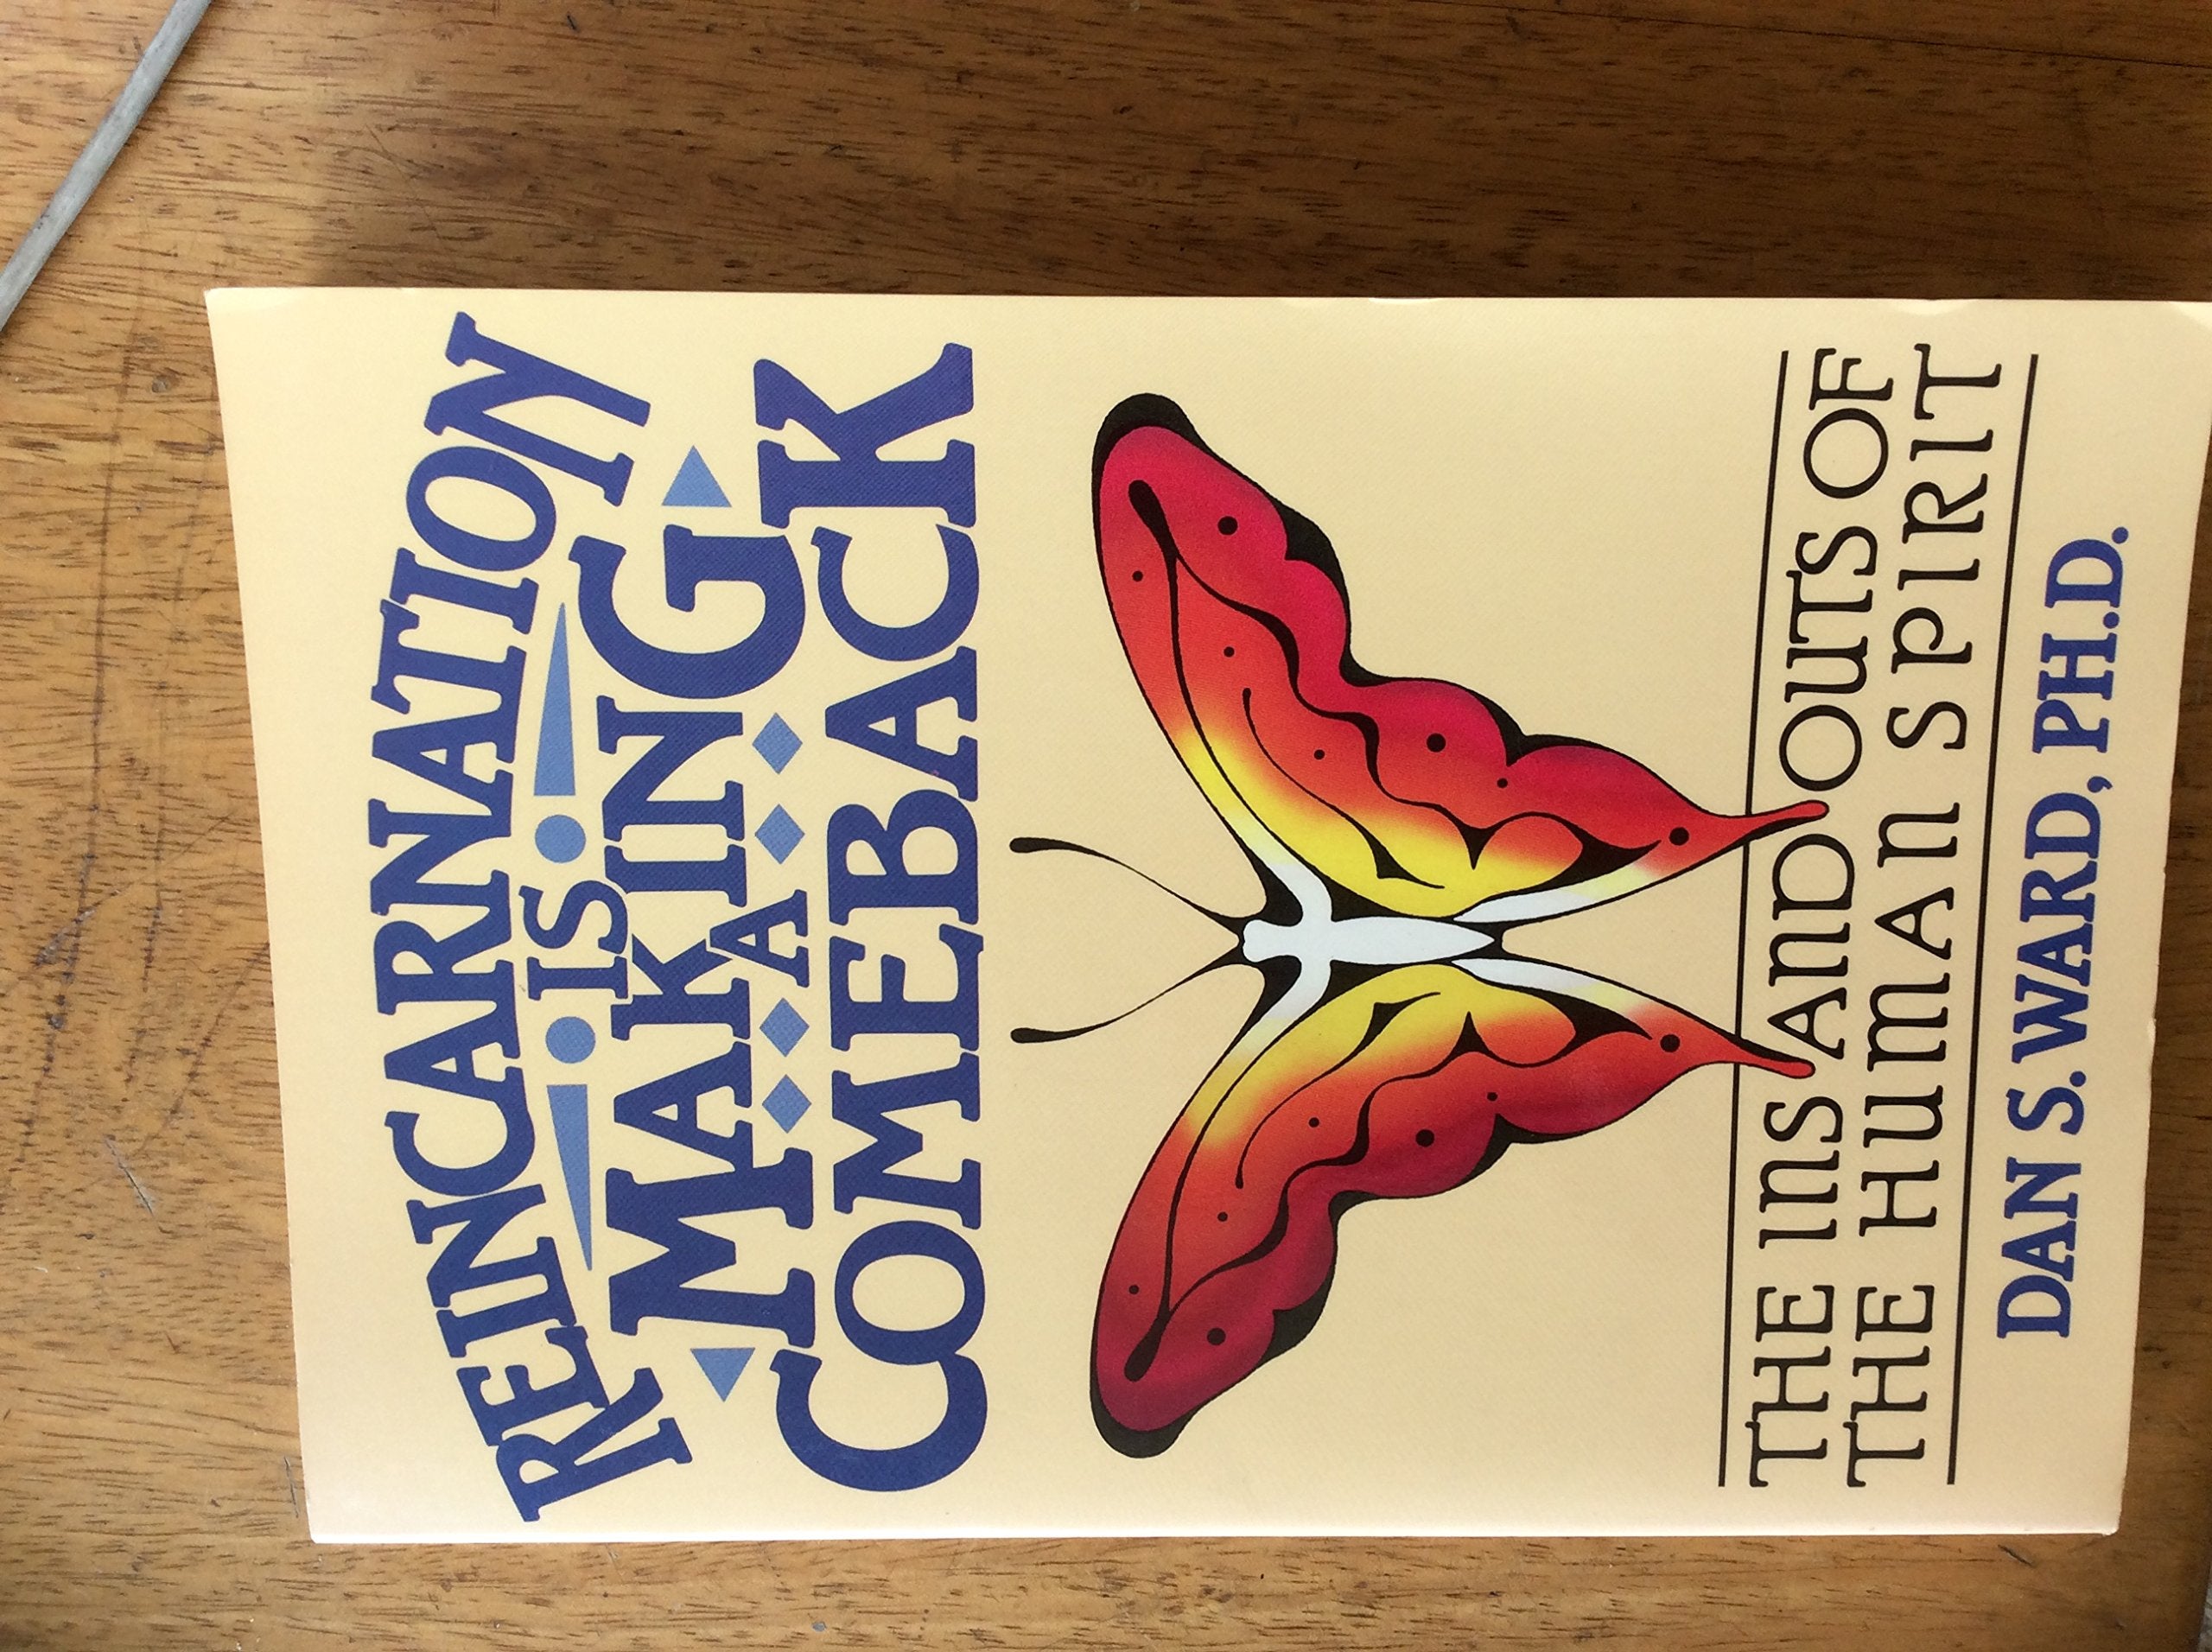 REINCARNATION
IS
MAKING
A
COMEBACK
THE INS AND OUTS OF
THE HUMAN SPIRIT
DAN S. WARD, PH.D.